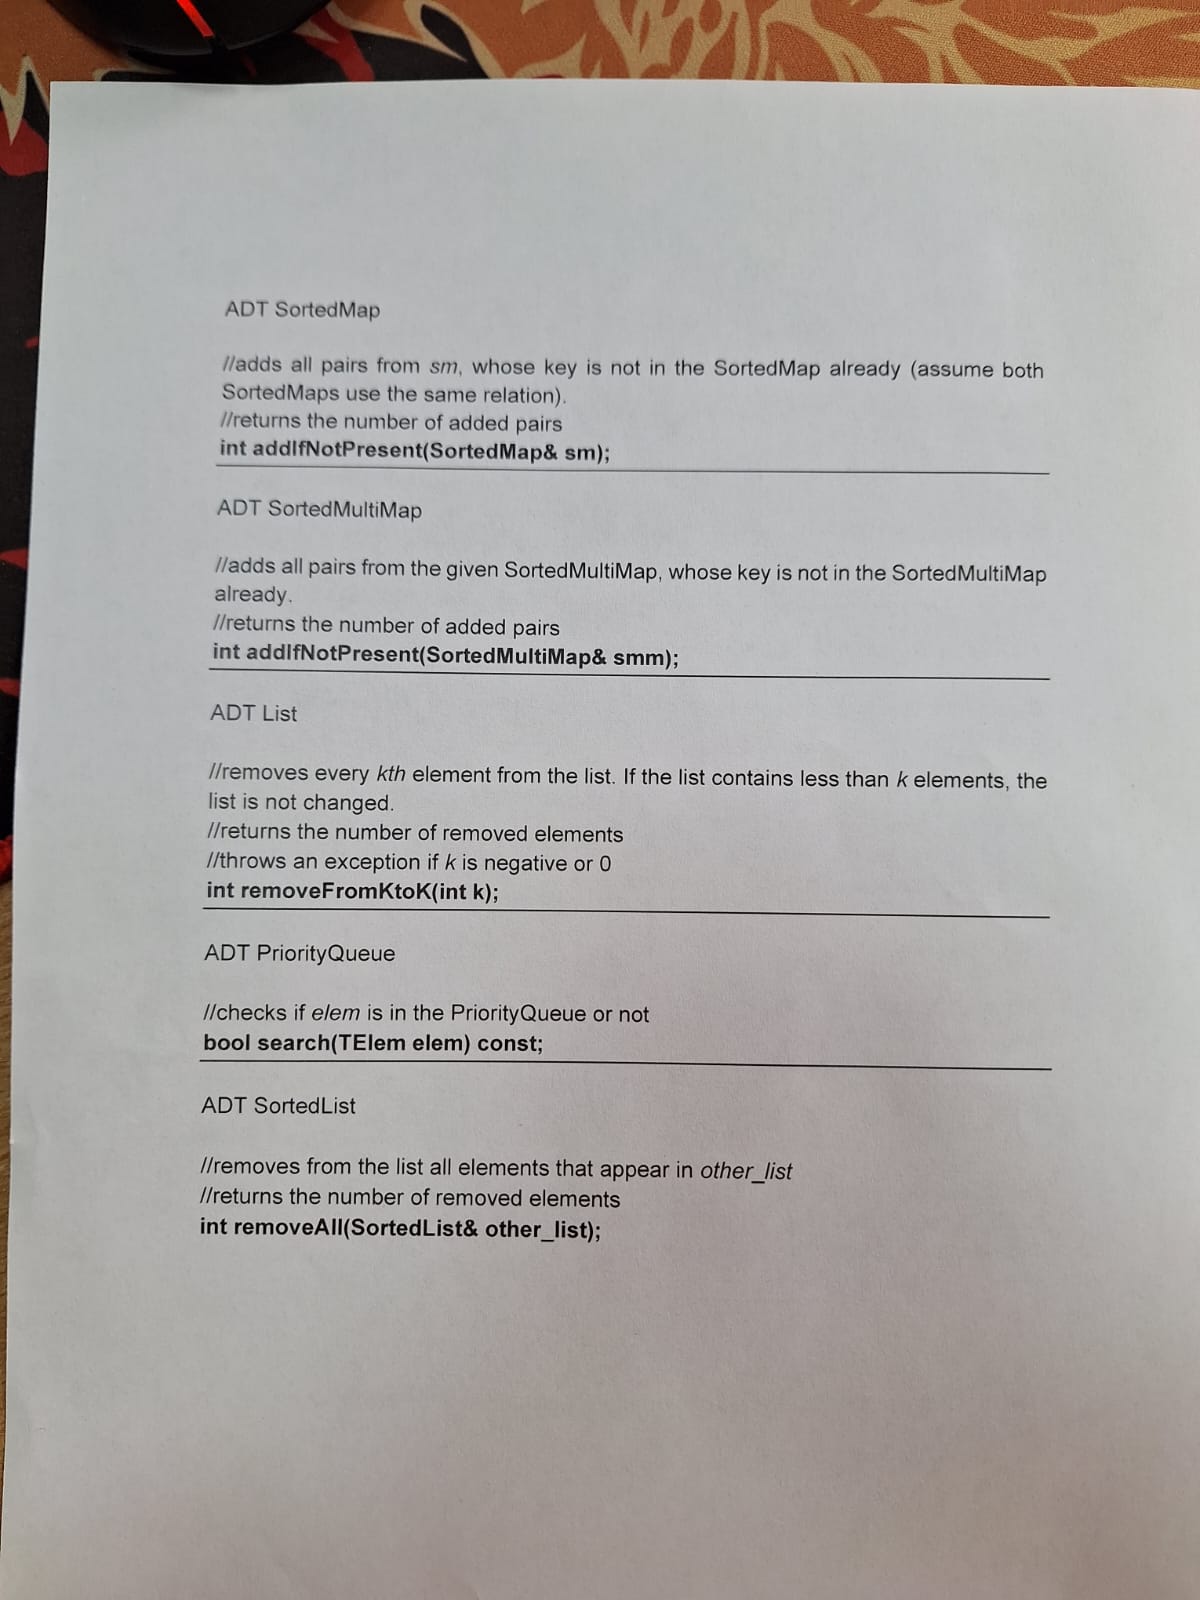 ADT SortedMap
//adds all pairs from sm, whose key is not in the SortedMap already (assume both
SortedMaps use the same relation).
//returns the number of added pairs
int addIfNotPresent(SortedMap& sm);
ADT SortedMultiMap
//adds all pairs from the given SortedMultiMap, whose key is not in the SortedMultiMap
already.
//returns the number of added pairs
int addIfNotPresent(SortedMultiMap& smm);
ADT List
//removes every kth element from the list. If the list contains less than k elements, the
list is not changed.
//returns the number of removed elements
//throws an exception if k is negative or 0
int removeFromKtoK(int k);
ADT PriorityQueue
//checks if elem is in the PriorityQueue or not
bool search(TElem elem) const;
ADT SortedList
//removes from the list all elements that appear in other_list
//returns the number of removed elements
int removeAll(SortedList& other_list);